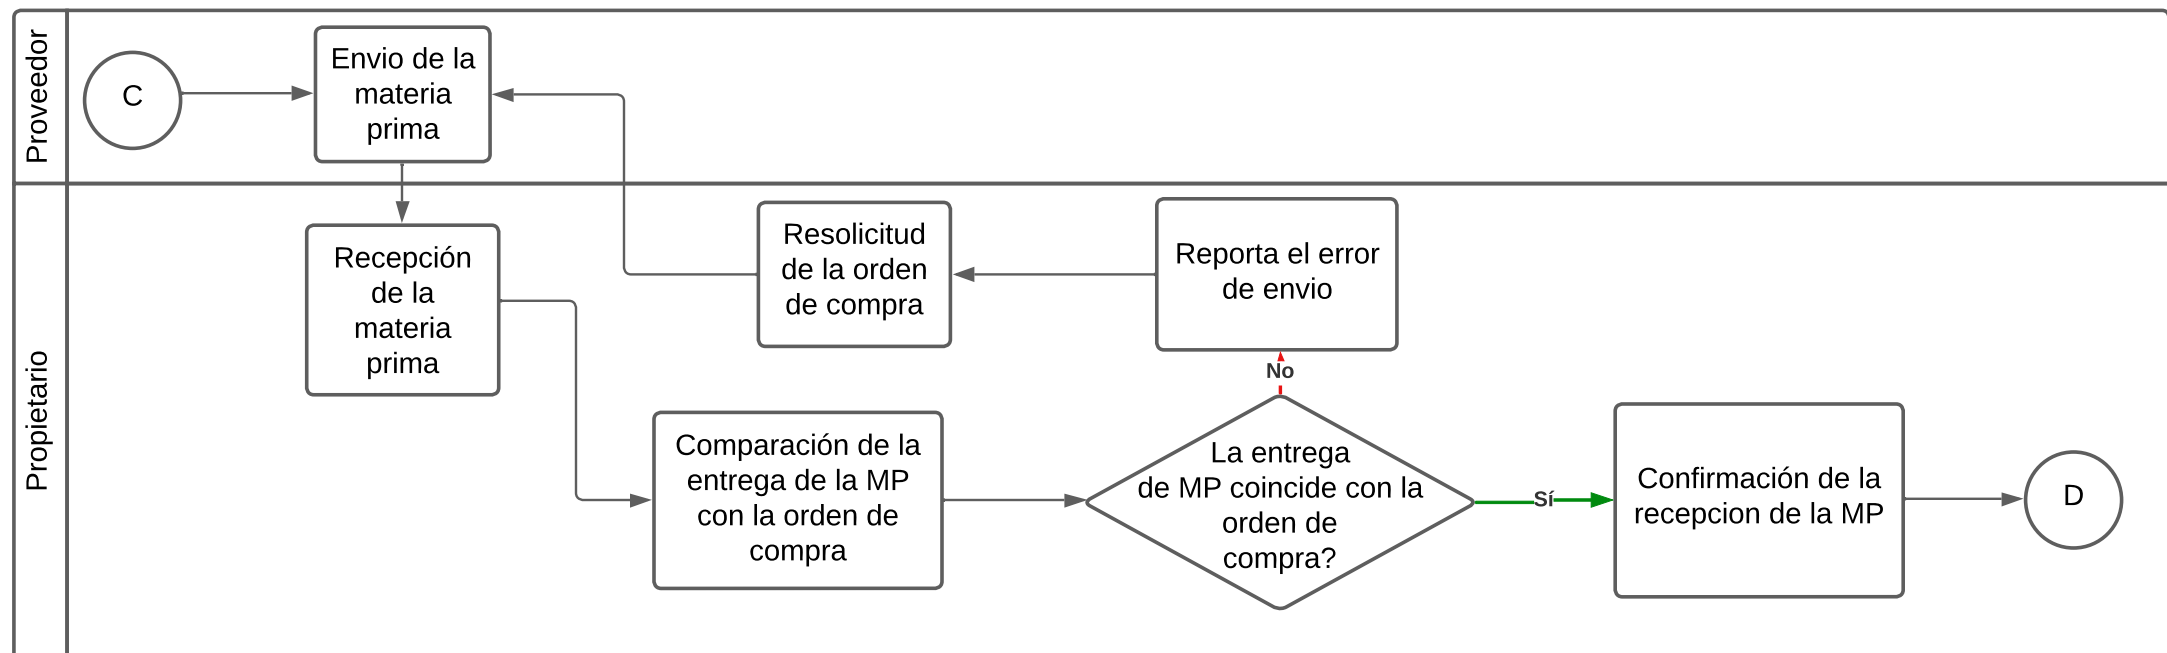 Proveedor
C
Envio de la
materia
prima
Propietario
Recepción
de la
materia
prima
Resolicitud
de la orden
de compra
Reporta el error
de envio
No
Comparación de la
entrega de la MP
con la orden de
compra
La entrega
de MP coincide con la
orden de
compra?
Sí
Confirmación de la
recepcion de la MP
D